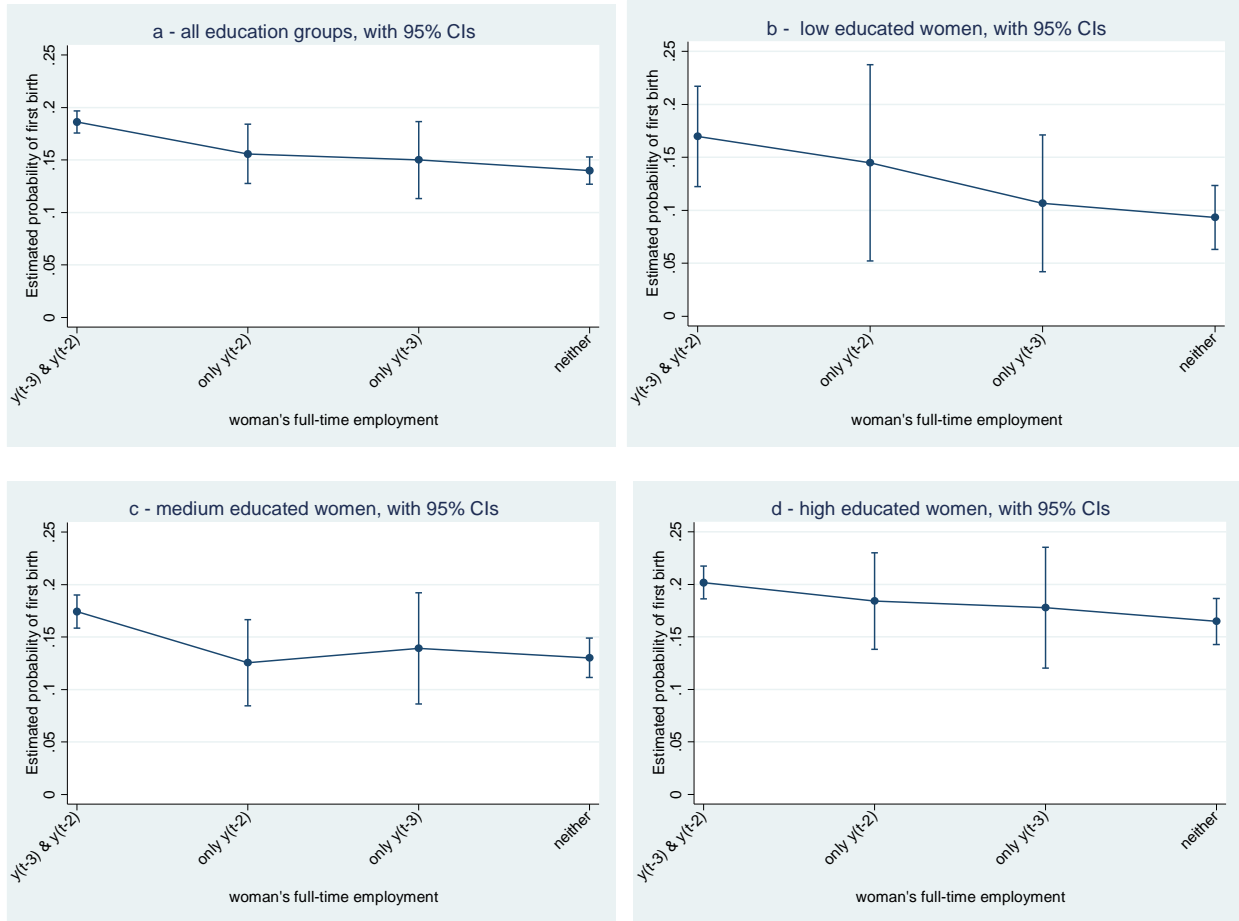 a - all education groups, with 95% CIs
Estimated probability of first birth
.25
.2
.15
.1
.05
0
y(t-3) & y(t-2)
only y(t-2)
only y(t-3)
neither
woman's full-time employment
b -  low educated women, with 95% CIs
Estimated probability of first birth
.25
.2
.15
.1
.05
0
y(t-3) & y(t-2)
only y(t-2)
only y(t-3)
neither
woman's full-time employment
c - medium educated women, with 95% CIs
Estimated probability of first birth
.25
.2
.15
.1
.05
0
y(t-3) & y(t-2)
only y(t-2)
only y(t-3)
neither
woman's full-time employment
d - high educated women, with 95% CIs
Estimated probability of first birth
.25
.2
.15
.1
.05
0
y(t-3) & y(t-2)
only y(t-2)
only y(t-3)
neither
woman's full-time employment